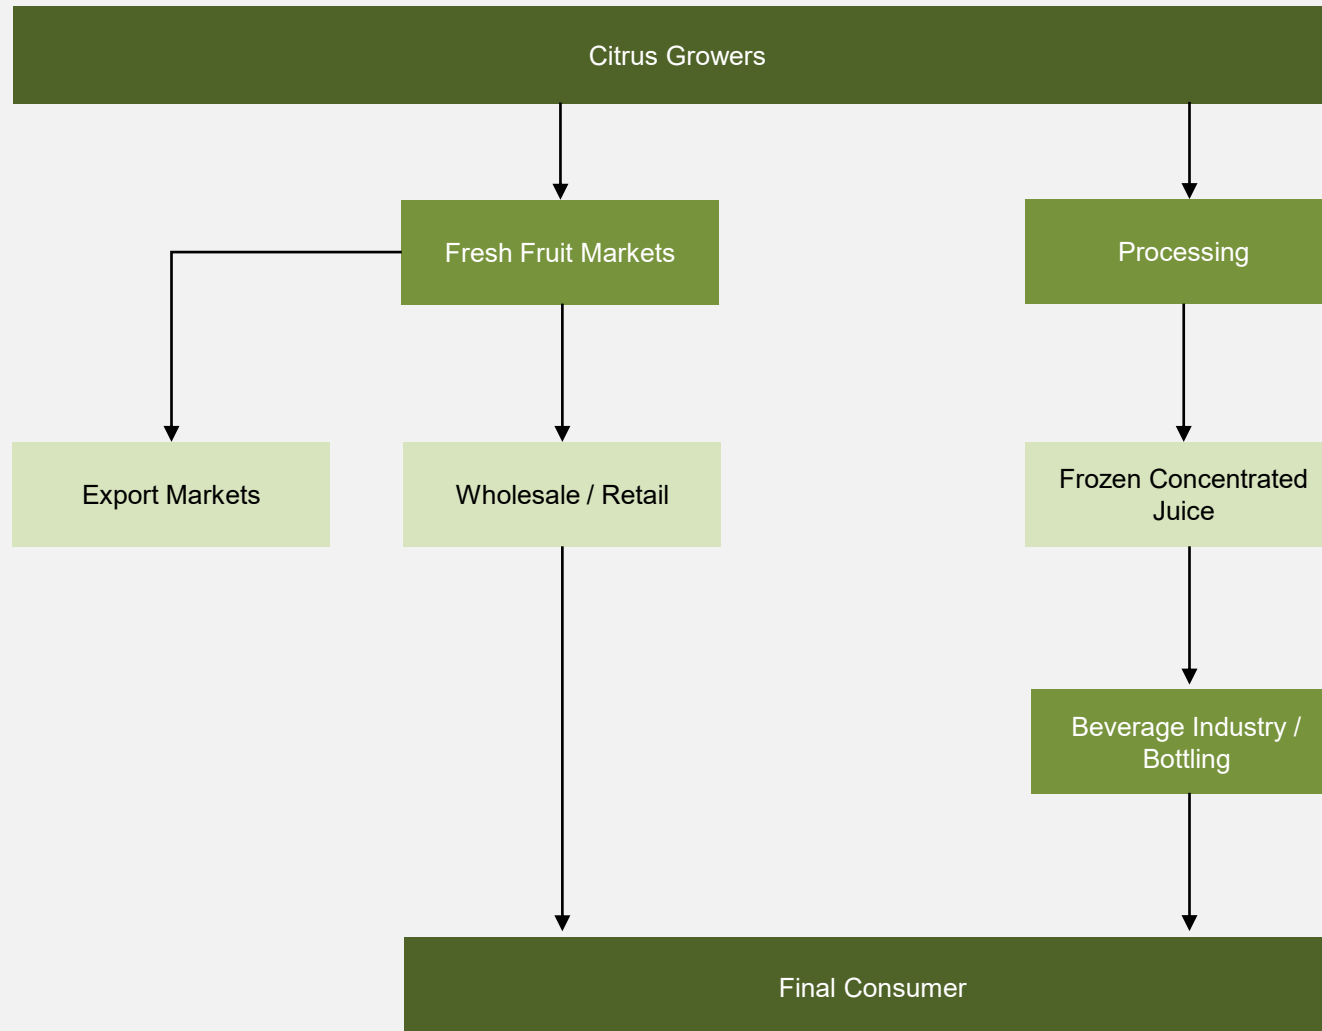 Citrus Growers
Fresh Fruit Markets
Processing
Export Markets
Wholesale / Retail
Frozen Concentrated
Juice
Beverage Industry /
Bottling
Final Consumer